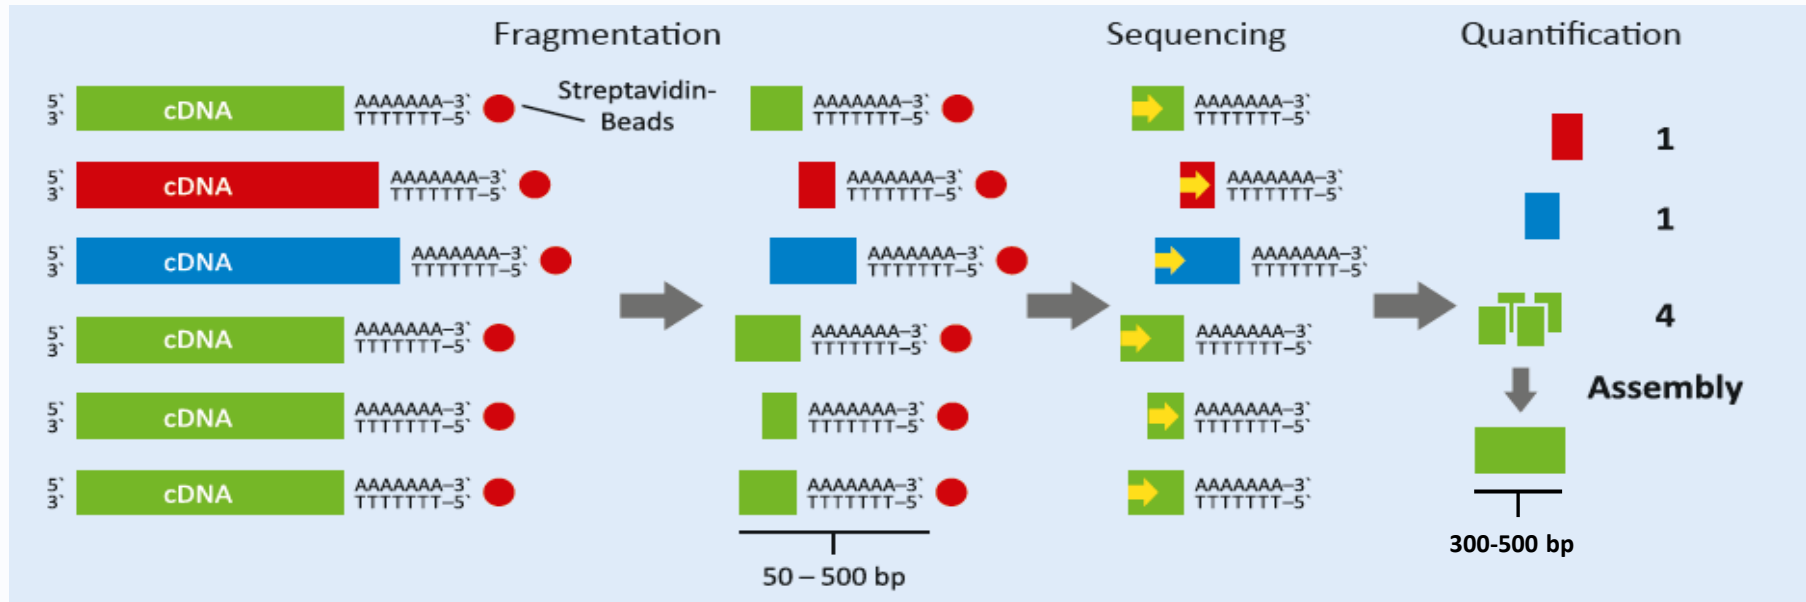 Fragmentation
Sequencing
Quantification
5` cDNA AAAAAAA–3`
3` TTTTTTT–5`
Streptavidin-
Beads
AAAAAAA–3`
TTTTTTT–5`
AAAAAAA–3`
TTTTTTT–5`
1
5` cDNA AAAAAAA–3`
3` TTTTTTT–5`
AAAAAAA–3`
TTTTTTT–5`
AAAAAAA–3`
TTTTTTT–5`
1
5` cDNA AAAAAAA–3`
3` TTTTTTT–5`
AAAAAAA–3`
TTTTTTT–5`
AAAAAAA–3`
TTTTTTT–5`
4
5` cDNA AAAAAAA–3`
3` TTTTTTT–5`
AAAAAAA–3`
TTTTTTT–5`
AAAAAAA–3`
TTTTTTT–5`
Assembly
5` cDNA AAAAAAA–3`
3` TTTTTTT–5`
AAAAAAA–3`
TTTTTTT–5`
AAAAAAA–3`
TTTTTTT–5`
5` cDNA AAAAAAA–3`
3` TTTTTTT–5`
AAAAAAA–3`
TTTTTTT–5`
AAAAAAA–3`
TTTTTTT–5`
300-500 bp
50 – 500 bp